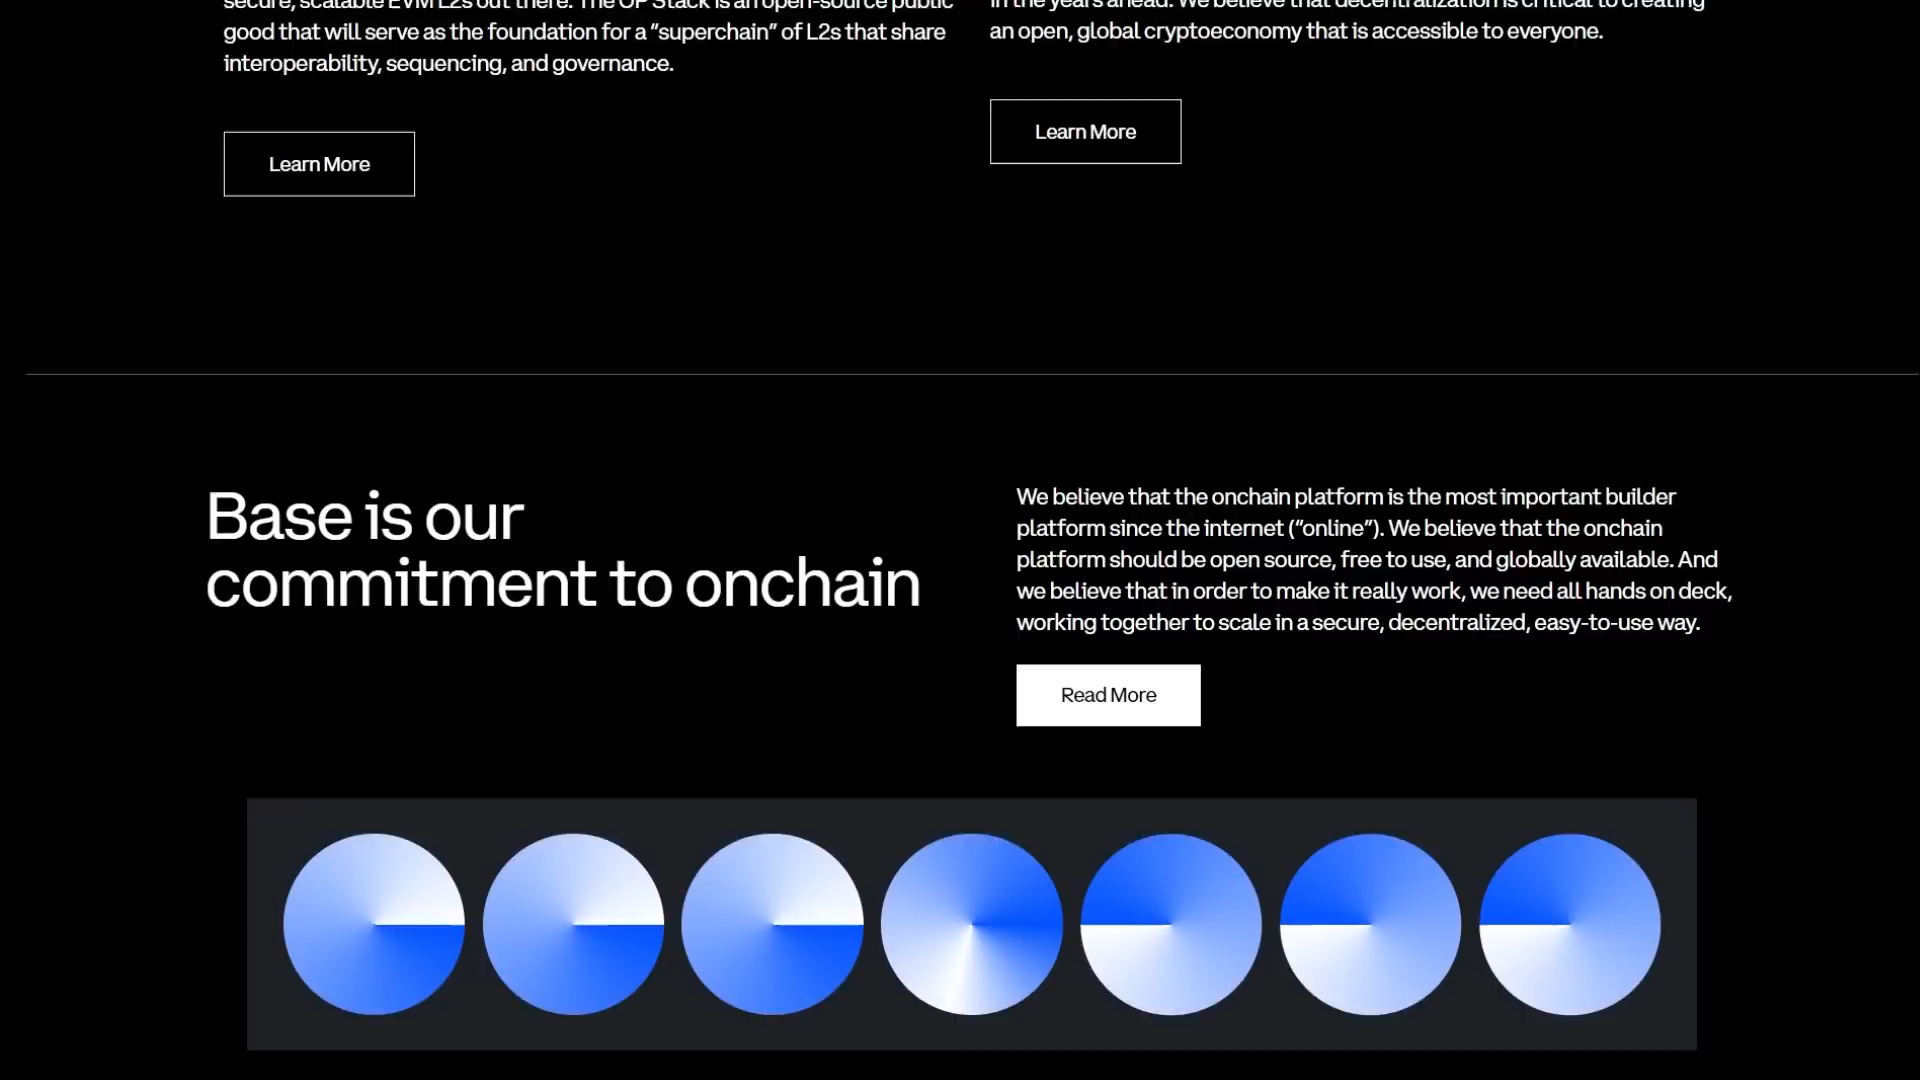 secure, scalable EVM L2s out there. The OP Stack is an open-source public
good that will serve as the foundation for a “superchain” of L2s that share
interoperability, sequencing, and governance.
Learn More
in the years ahead. We believe that decentralization is critical to creating
an open, global cryptoeconomy that is accessible to everyone.
Learn More
Base is our
commitment to onchain
We believe that the onchain platform is the most important builder
platform since the internet (“online”). We believe that the onchain
platform should be open source, free to use, and globally available. And
we believe that in order to make it really work, we need all hands on deck,
working together to scale in a secure, decentralized, easy-to-use way.
Read More